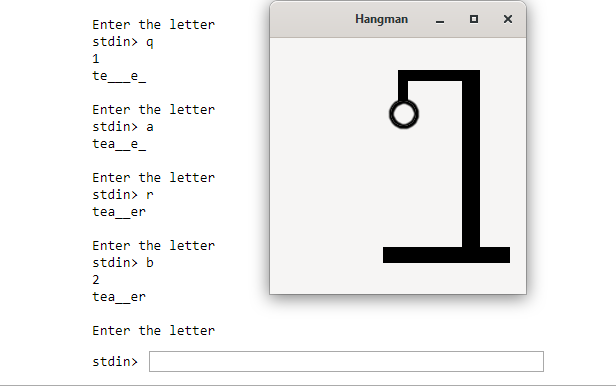 Enter the letter
stdin> q
1
te___e_
Enter the letter
stdin> a
tea__e_
Enter the letter
stdin> r
tea__er
Enter the letter
stdin> b
2
tea__er
Enter the letter
stdin>
Hangman